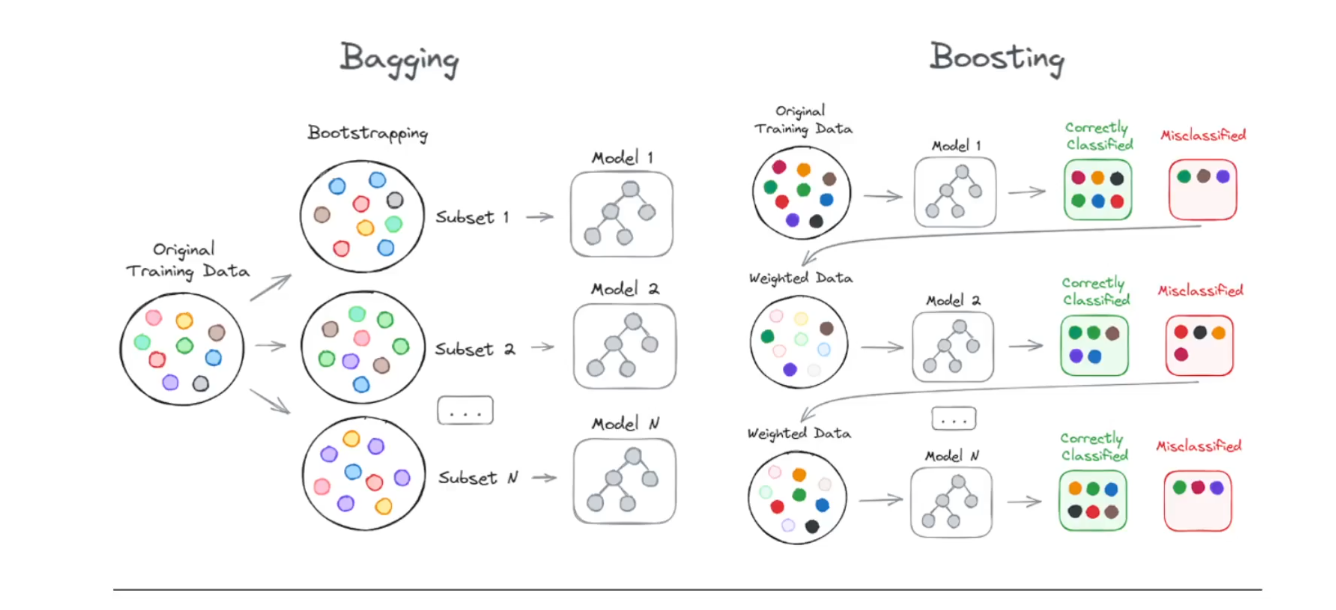 Bagging
Bootstrapping
Original
Training Data
Subset 1
Model 1
Subset 2
Model 2
...
Subset N
Model N
Boosting
Original
Training Data
Model 1
Correctly
Classified
Misclassified
Weighted Data
Model 2
Correctly
Classified
Misclassified
...
Weighted Data
Model N
Correctly
Classified
Misclassified